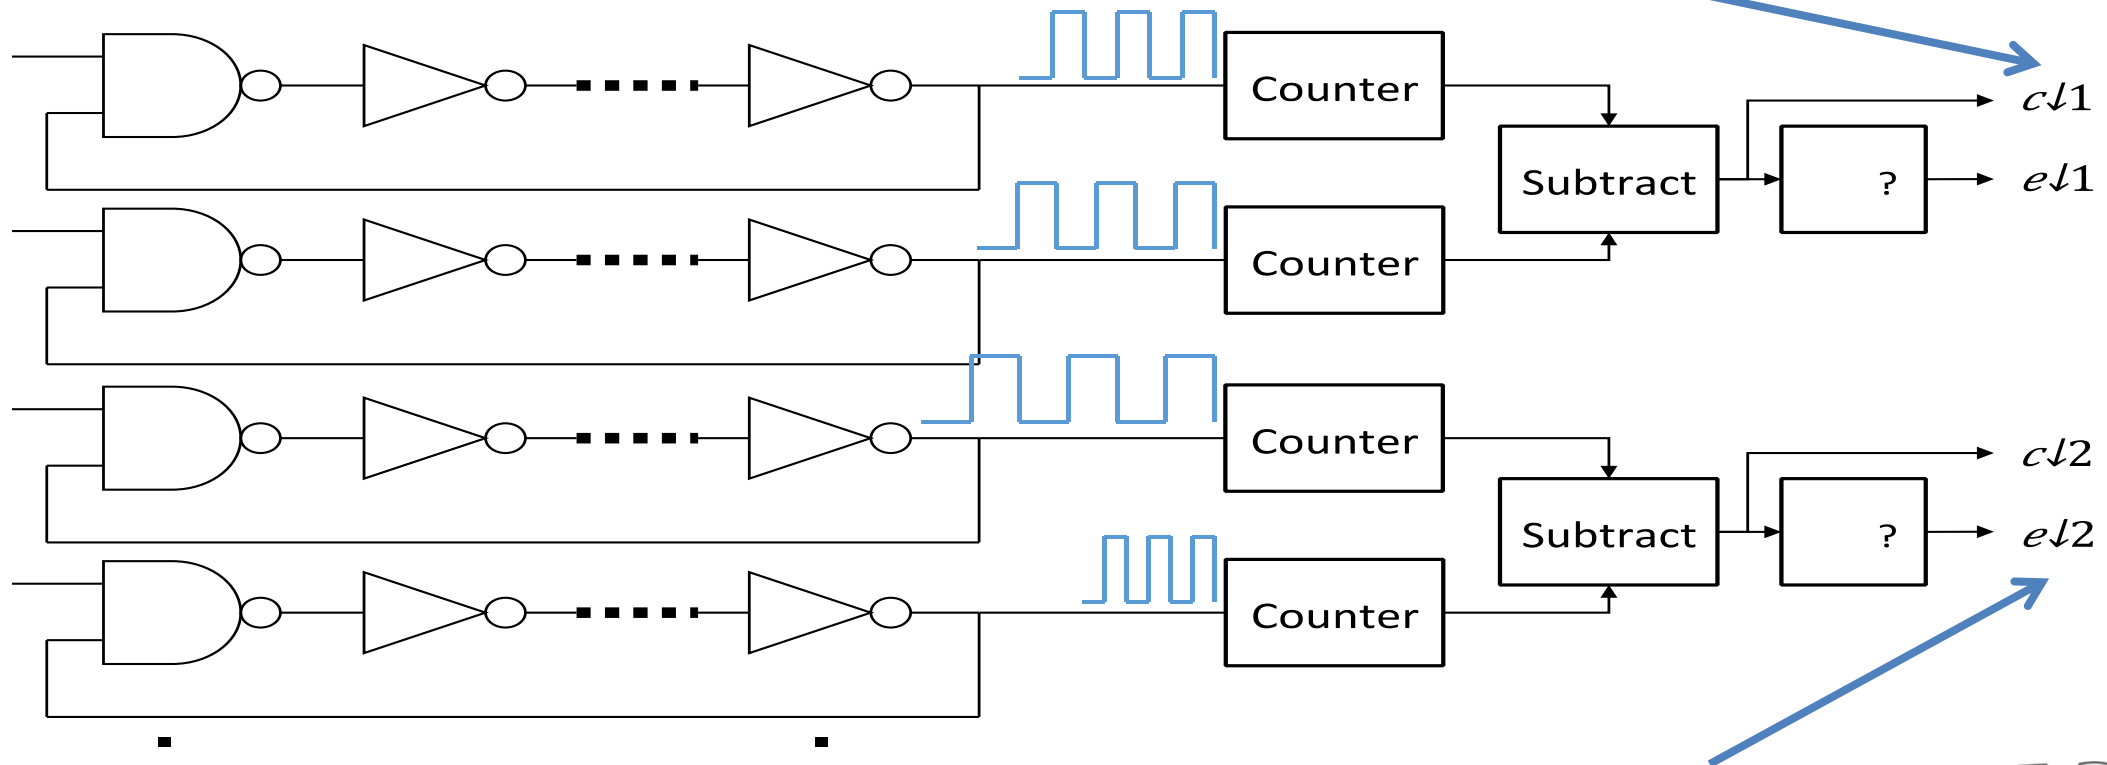 Counter
c↓1
Subtract
?
e↓1
Counter
Counter
c↓2
Subtract
?
e↓2
Counter